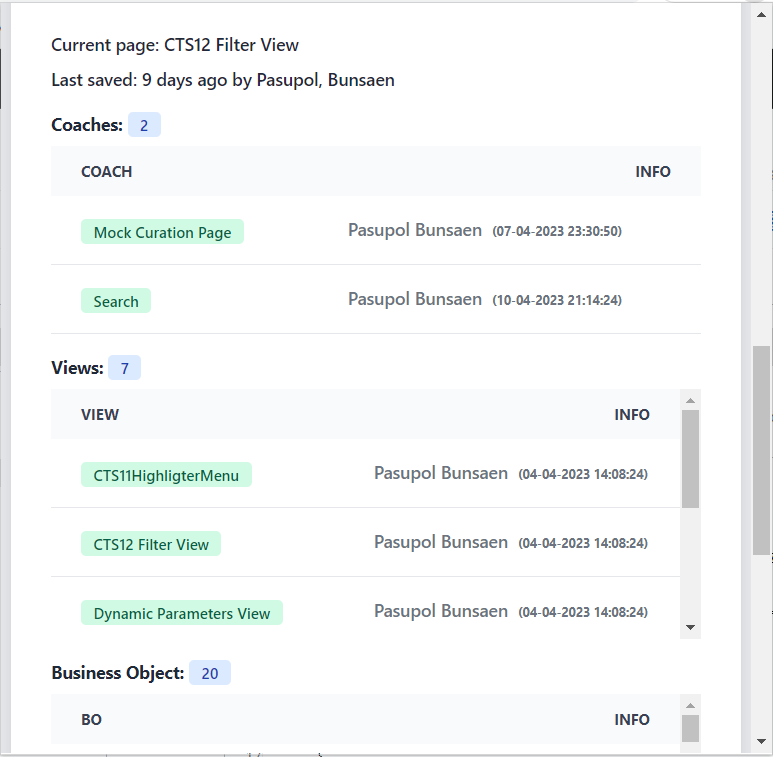 Current page: CTS12 Filter View
Last saved: 9 days ago by Pasupol, Bunsaen
Coaches: 2
COACH INFO
Mock Curation Page Pasupol Bunsaen (07-04-2023 23:30:50)
Search Pasupol Bunsaen (10-04-2023 21:14:24)
Views: 7
VIEW INFO
CTS11HighligterMenu Pasupol Bunsaen (04-04-2023 14:08:24)
CTS12 Filter View Pasupol Bunsaen (04-04-2023 14:08:24)
Dynamic Parameters View Pasupol Bunsaen (04-04-2023 14:08:24)
Business Object: 20
BO INFO